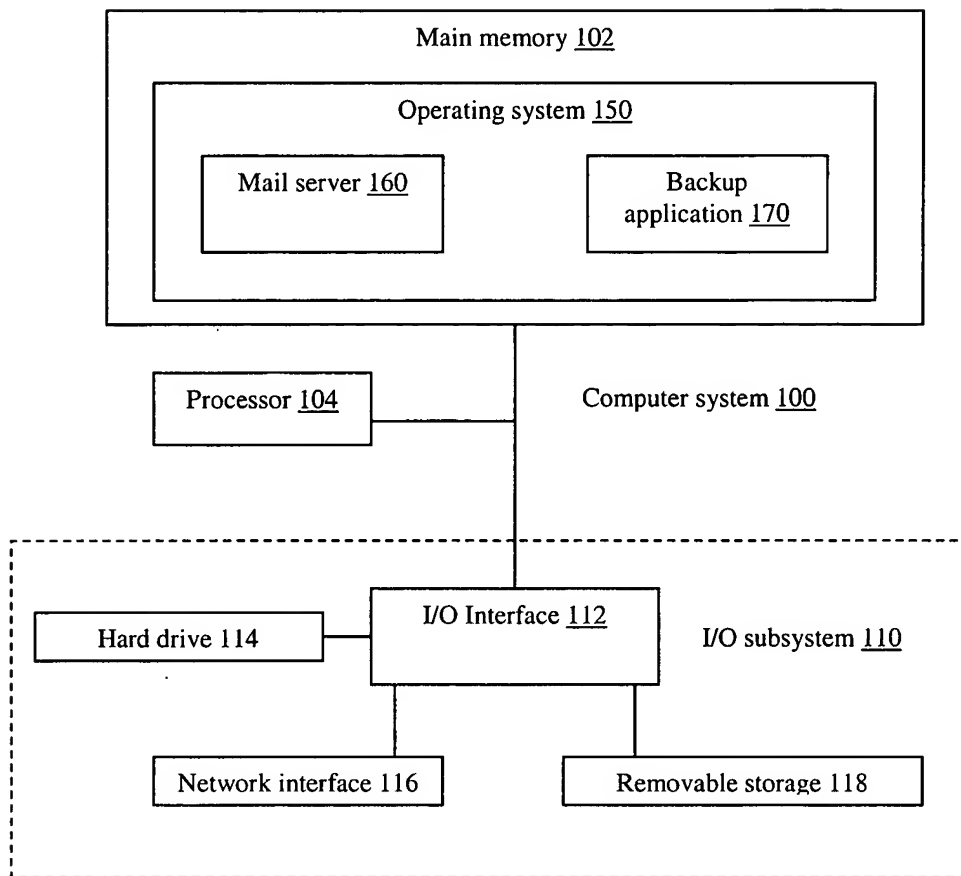 Main memory 102
Operating system 150
Mail server 160
Backup
application 170
Processor 104
Computer system 100
I/O Interface 112
Hard drive 114
I/O subsystem 110
Network interface 116
Removable storage 118